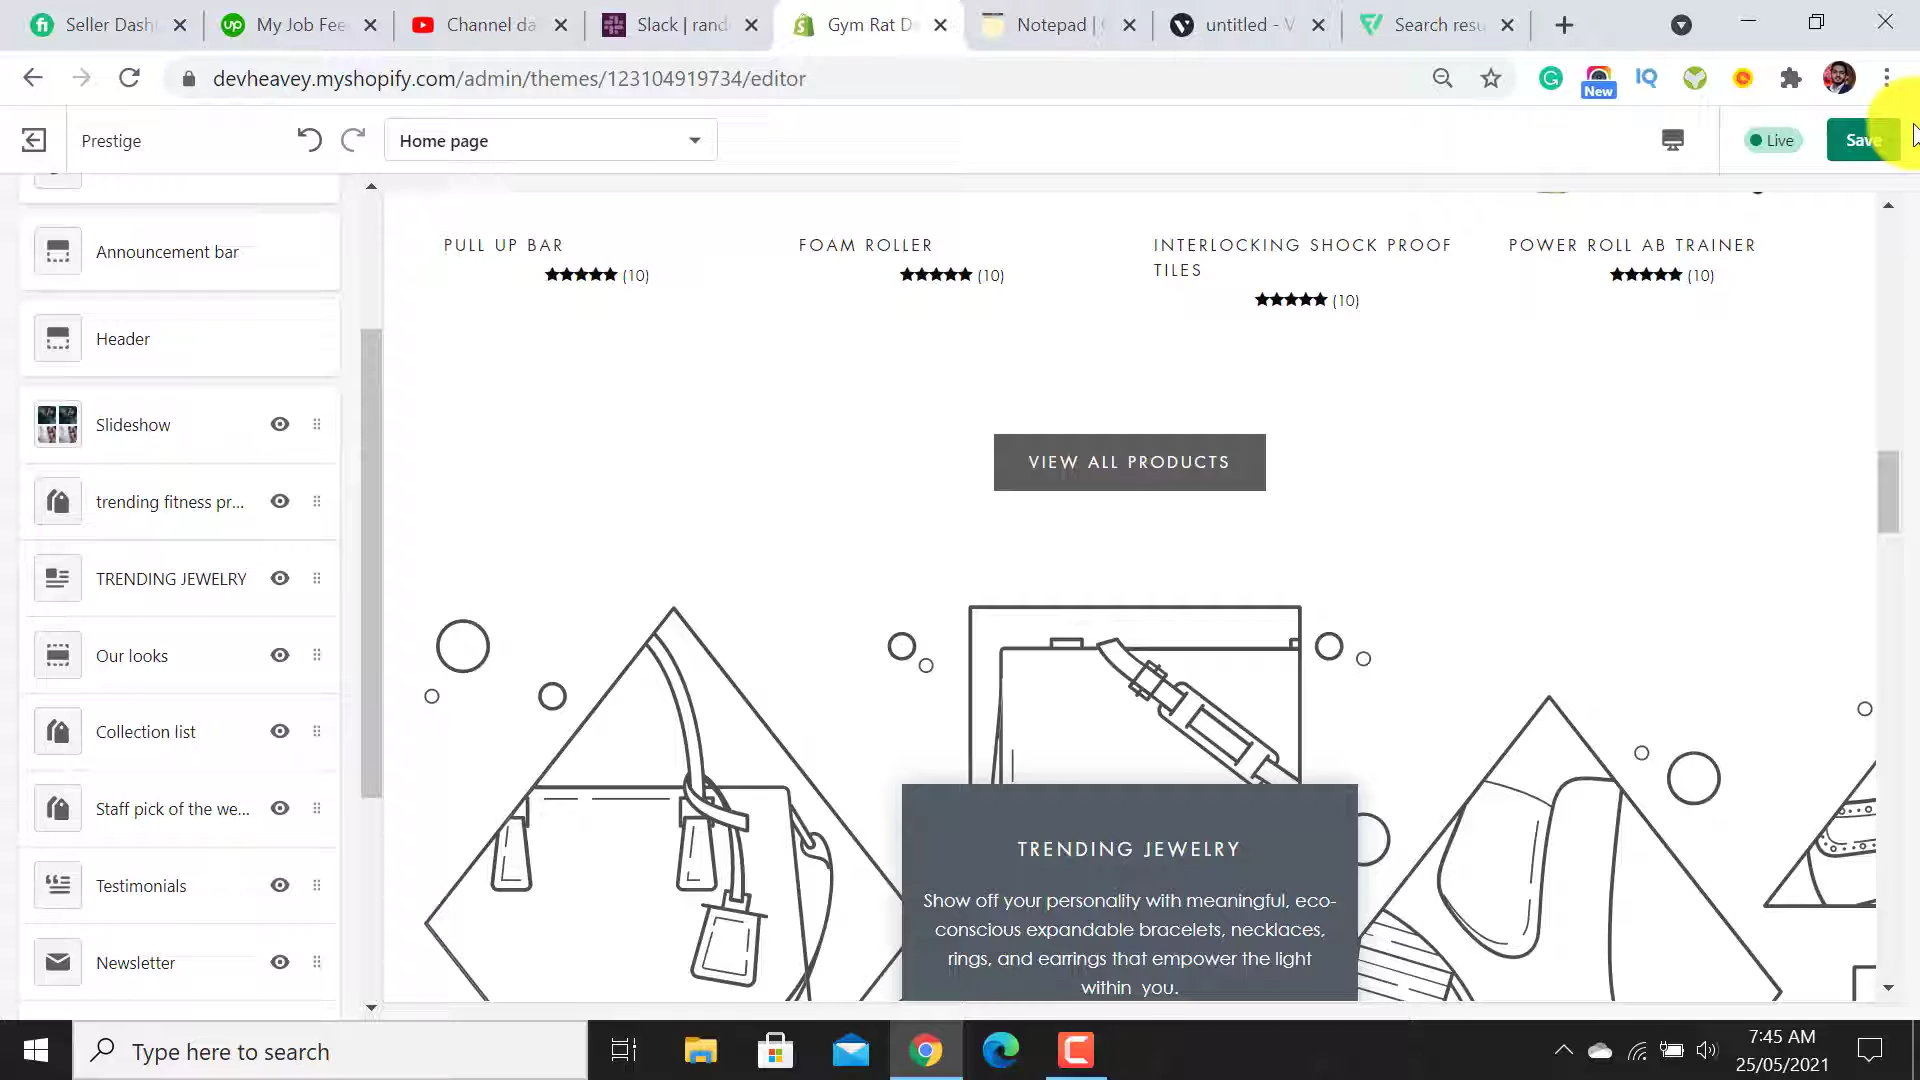 Seller Dash
My Job Fee
Channel da
Slack | rand
Gym Rat D
Notepad |
untitled - V
Search resu
devheavey.myshopify.com/admin/themes/123104919734/editor
New
Prestige
Home page
Live
Save
Announcement bar
Header
Slideshow
trending fitness pr...
TRENDING JEWELRY
Our looks
Collection list
Staff pick of the we...
Testimonials
Newsletter
PULL UP BAR
★★★★★ (10)
FOAM ROLLER
★★★★★ (10)
INTERLOCKING SHOCK PROOF
TILES
★★★★★ (10)
POWER ROLL AB TRAINER
★★★★★ (10)
VIEW ALL PRODUCTS
TRENDING JEWELRY
Show off your personality with meaningful, eco-
conscious expandable bracelets, necklaces,
rings, and earrings that empower the light
within you.
Type here to search
7:45 AM
25/05/2021